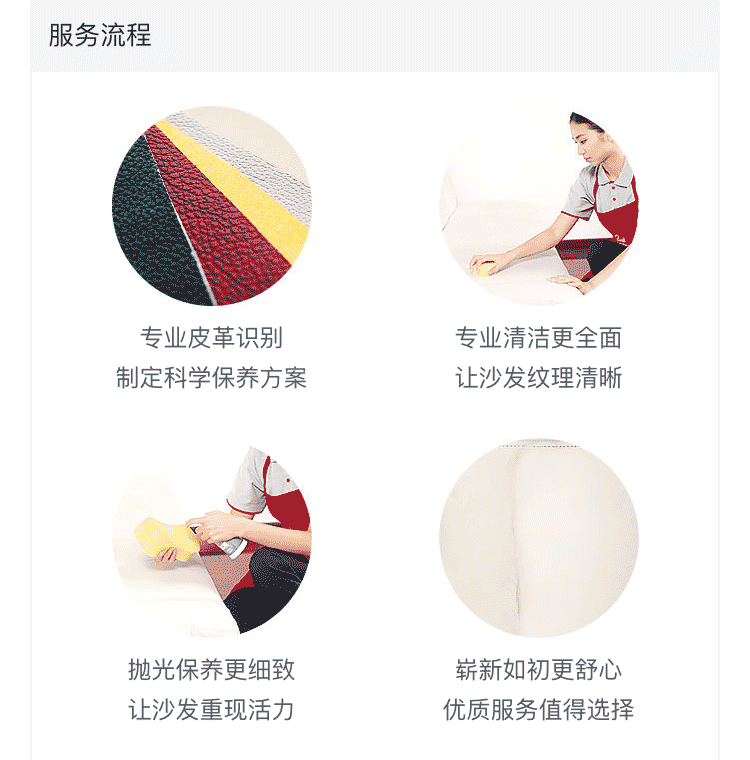 服务流程
专业皮革识别
制定科学保养方案
专业清洁更全面
让沙发纹理清晰
抛光保养更细致
让沙发重现活力
崭新如初更舒心
优质服务值得选择